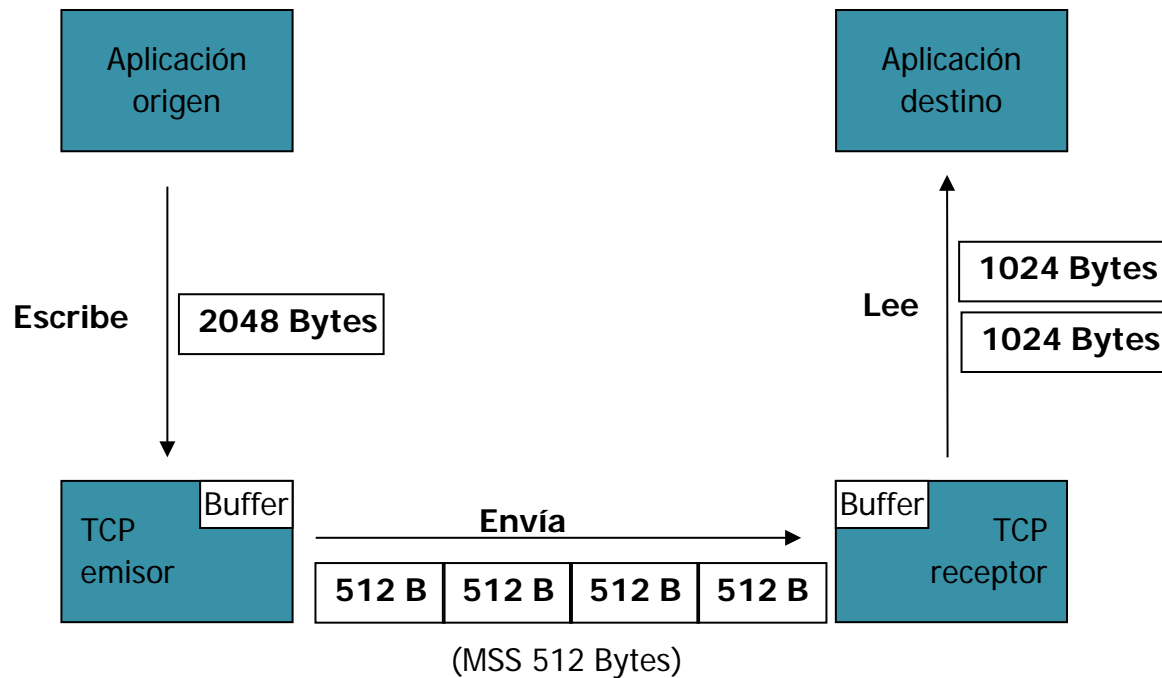 Aplicación
origen
Aplicación
destino
Escribe
2048 Bytes
Lee
1024 Bytes
1024 Bytes
Buffer
TCP
emisor
Envía
512 B
512 B
512 B
512 B
Buffer
TCP
receptor
(MSS 512 Bytes)